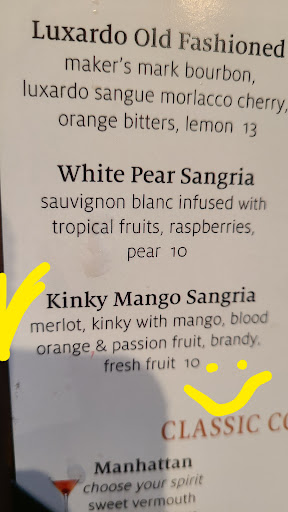 Luxardo Old Fashioned
maker's mark bourbon,
luxardo sangue morlacco cherry,
orange bitters, lemon 13
White Pear Sangria
sauvignon blanc infused with
tropical fruits, raspberries,
pear 10
Kinky Mango Sangria
merlot, kinky with mango, blood
orange & passion fruit, brandy,
fresh fruit 10
CLASSIC CO
Manhattan
choose your spirit
sweet vermouth